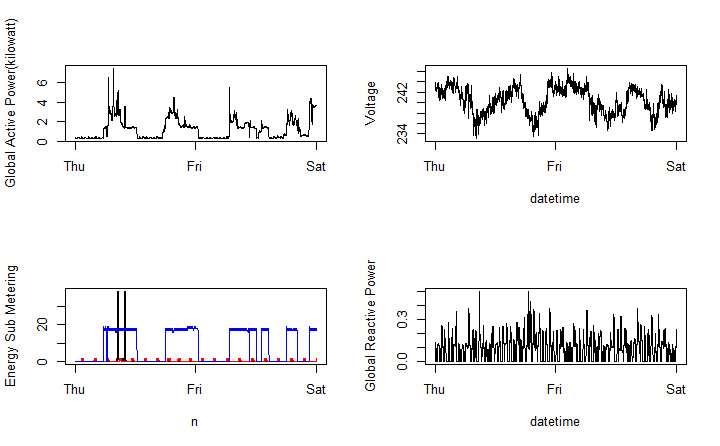 Global Active Power(kilowatt)
0 2 4 6
Thu Fri Sat
Voltage
234 242
Thu Fri Sat
datetime
Energy Sub Metering
0 20
Thu Fri Sat
n
Global Reactive Power
0.0 0.3
Thu Fri Sat
datetime